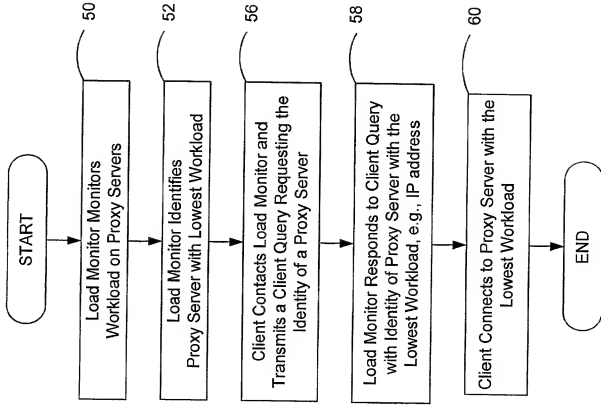 START
50
Load Monitor Monitors
Workload on Proxy Servers
52
Load Monitor Identifies
Proxy Server with Lowest Workload
56
Client Contacts Load Monitor and
Transmits a Client Query Requesting the
Identity of a Proxy Server
58
Load Monitor Responds to Client Query
with Identity of Proxy Server with the
Lowest Workload, e.g., IP address
60
Client Connects to Proxy Server with the
Lowest Workload
END